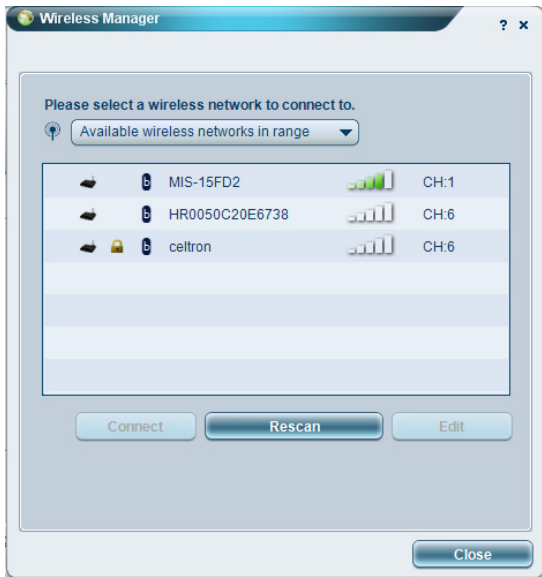 Wireless Manager
? x
Please select a wireless network to connect to.
Available wireless networks in range
b MIS-15FD2 CH:1
b HR0050C20E6738 CH:6
b celtron CH:6
Connect Rescan Edit
Close